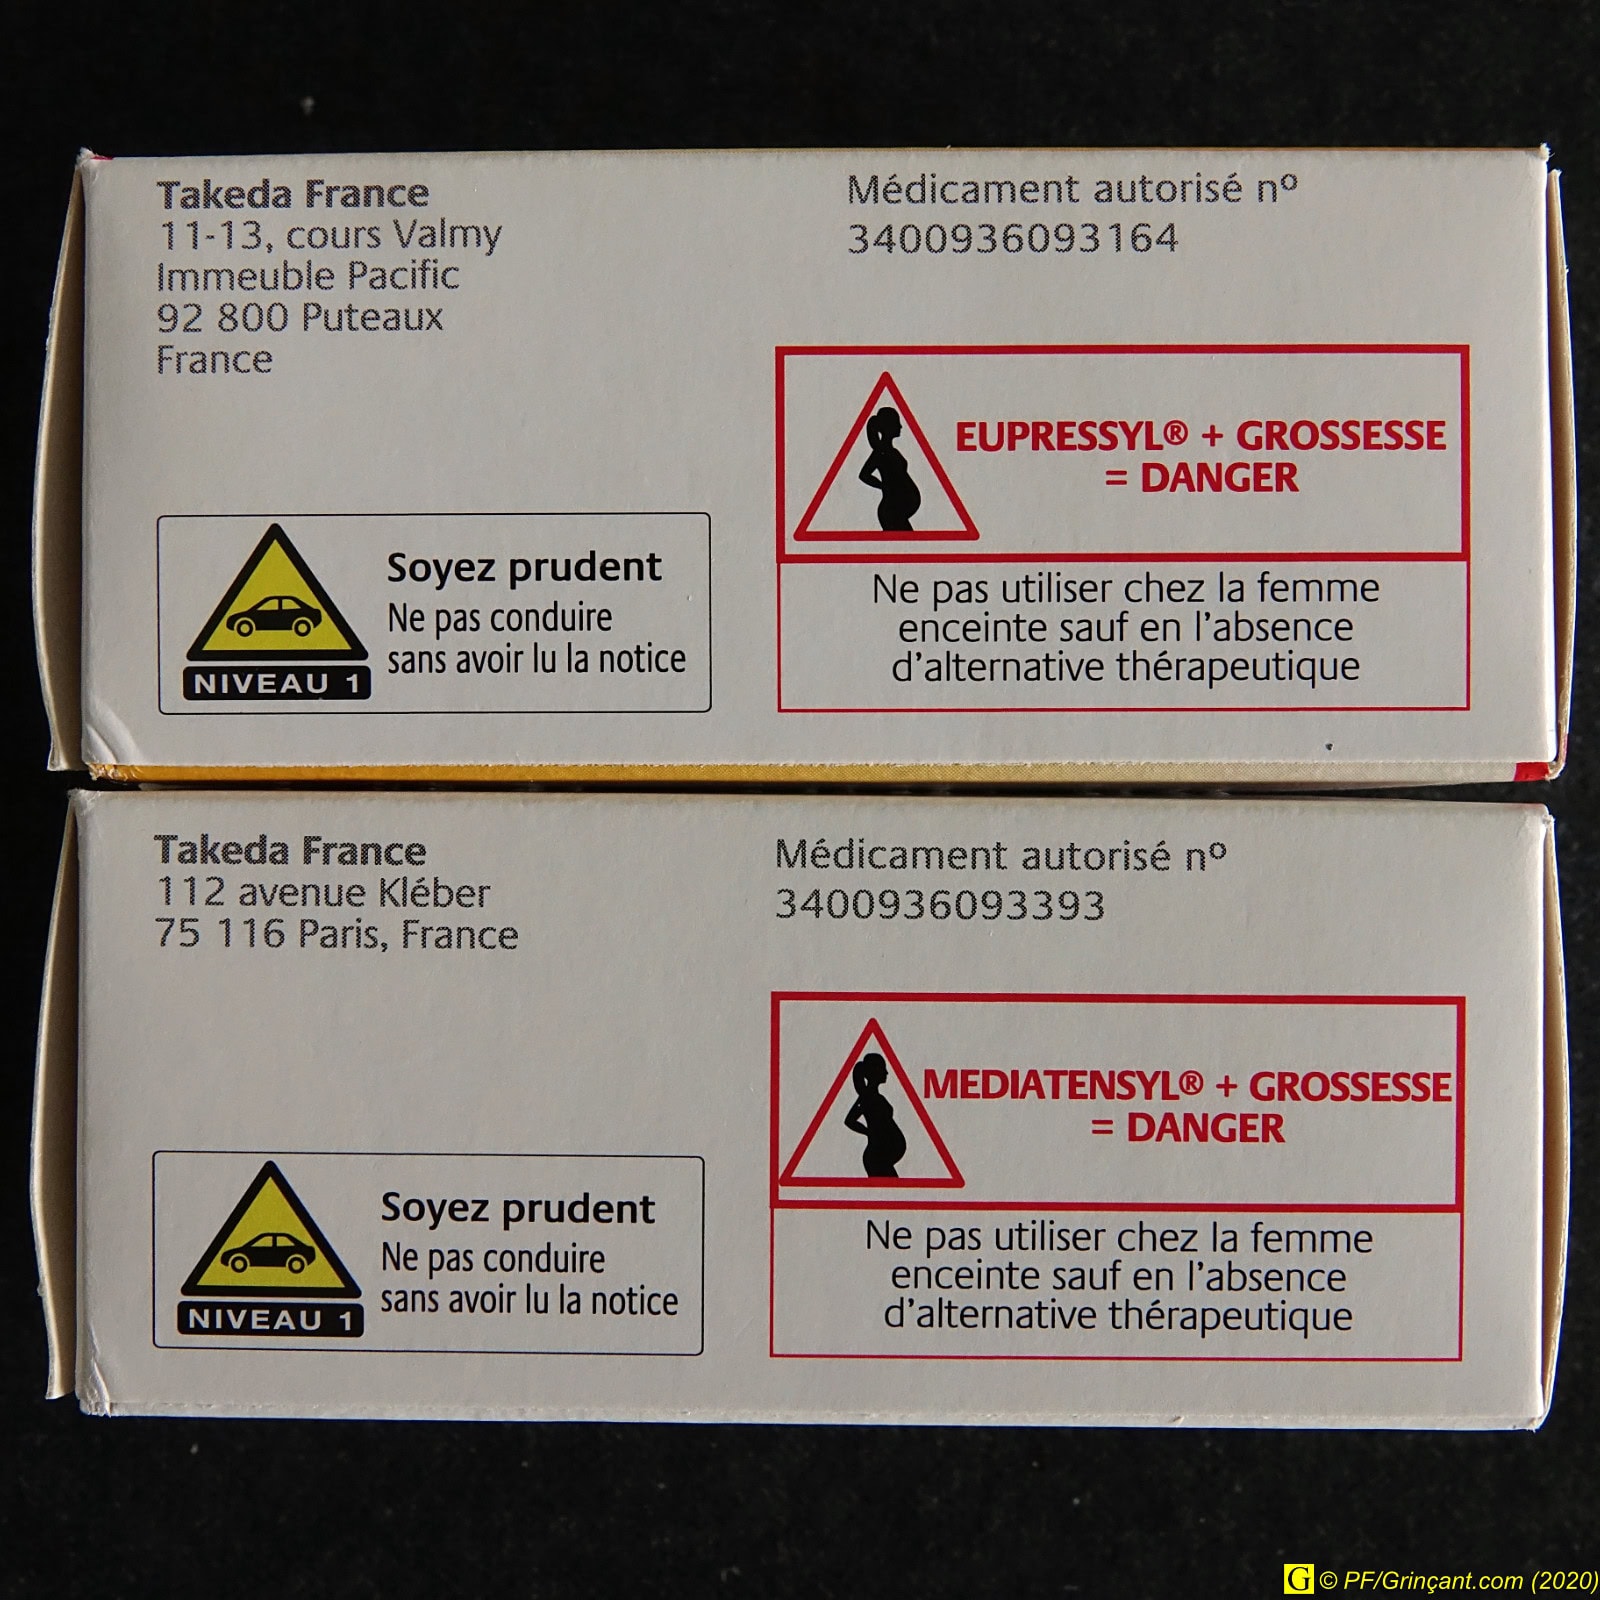 Takeda France
11-13, cours Valmy
Immeuble Pacific
92 800 Puteaux
France
Médicament autorisé nº
3400936093164
EUPRESSYL® + GROSSESSE
= DANGER
Ne pas utiliser chez la femme
enceinte sauf en l'absence
d'alternative thérapeutique
Soyez prudent
Ne pas conduire
sans avoir lu la notice
NIVEAU 1
Takeda France
112 avenue Kléber
75 116 Paris, France
Médicament autorisé nº
3400936093393
MEDIATENSYL® + GROSSESSE
= DANGER
Ne pas utiliser chez la femme
enceinte sauf en l'absence
d'alternative thérapeutique
Soyez prudent
Ne pas conduire
sans avoir lu la notice
NIVEAU 1
G © PF/Grinçant.com (2020)